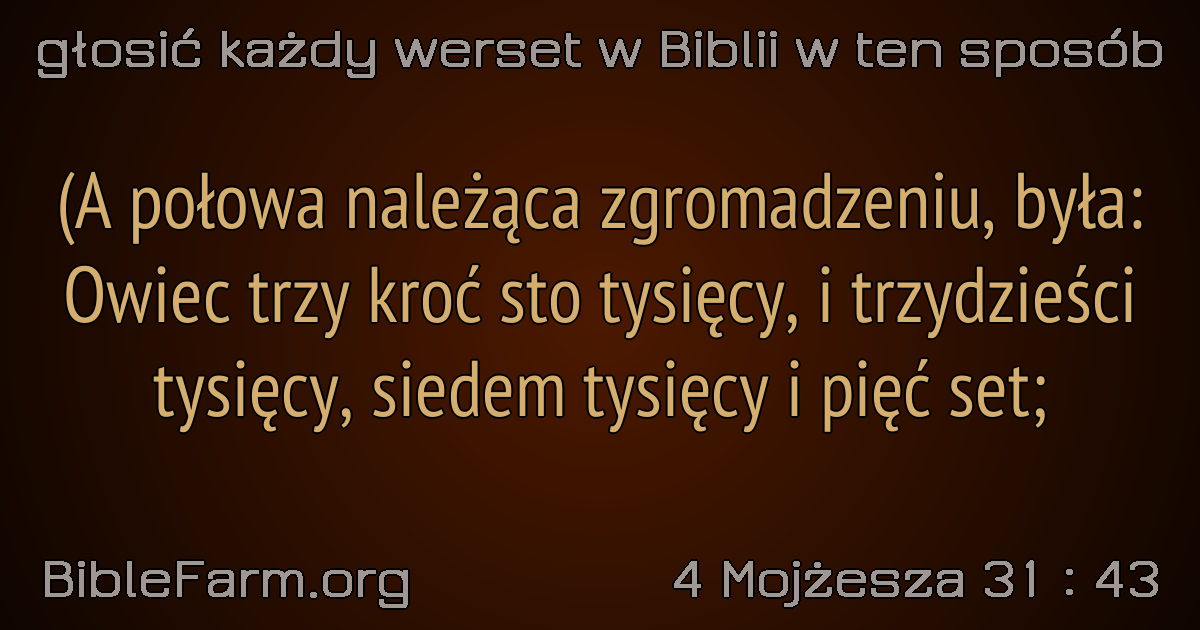 głosić każdy werset w Biblii w ten sposób
(A połowa należąca zgromadzeniu, była:
Owiec trzy kroć sto tysięcy, i trzydzieści
tysięcy, siedem tysięcy i pięć set;
BibleFarm.org
4 Mojżesza 31 : 43